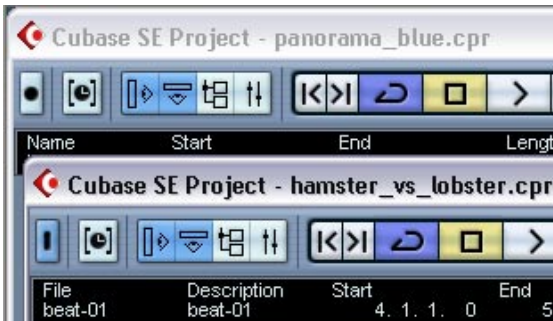 Cubase SE Project - panorama_blue.cpr
Name Start End Lengt
Cubase SE Project - hamster_vs_lobster.cpr
File Description Start End
beat-01 beat-01 4. 1. 1. 0 5